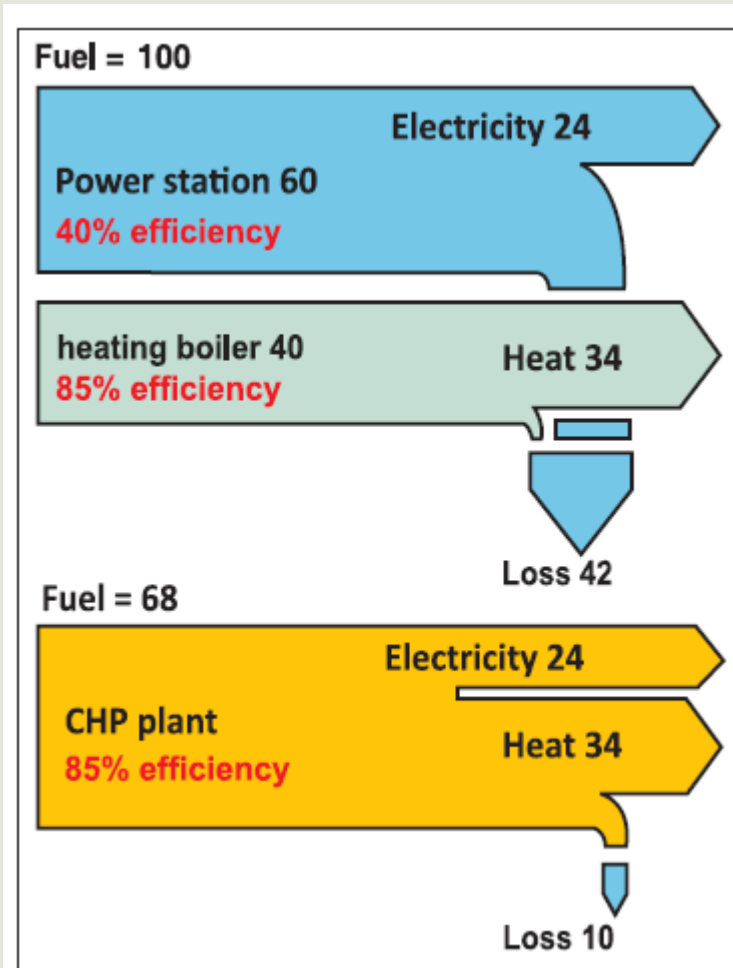 Fuel = 100
Electricity 24
Power station 60
40% efficiency
heating boiler 40
Heat 34
85% efficiency
Loss 42
Fuel = 68
Electricity 24
CHP plant
Heat 34
85% efficiency
Loss 10